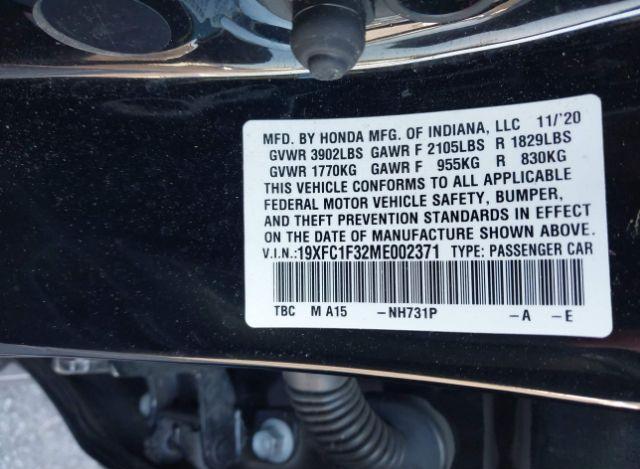 MFD. BY HONDA MFG. OF INDIANA, LLC 11/'20
GVWR 3902LBS GAWR F 2105LBS R 1829LBS
GVWR 1770KG GAWR F 955KG R 830KG
THIS VEHICLE CONFORMS TO ALL APPLICABLE
FEDERAL MOTOR VEHICLE SAFETY, BUMPER,
AND THEFT PREVENTION STANDARDS IN EFFECT
ON THE DATE OF MANUFACTURE SHOWN ABOVE.
V.I.N.:19XFC1F32ME002371 TYPE: PASSENGER CAR
TBC M A15 -NH731P -A -E